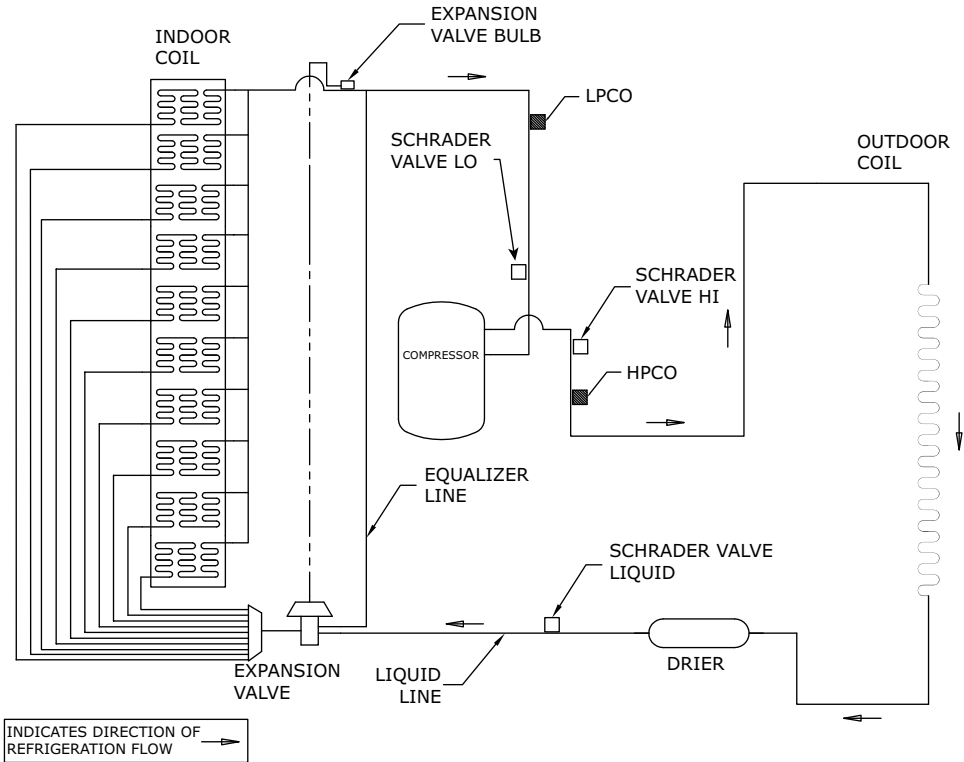 EXPANSION
VALVE BULB
INDOOR
COIL
LPCO
SCHRADER
VALVE LO
OUTDOOR
COIL
SCHRADER
VALVE HI
COMPRESSOR
HPCO
EQUALIZER
LINE
SCHRADER VALVE
LIQUID
EXPANSION
VALVE
LIQUID
LINE
DRIER
INDICATES DIRECTION OF
REFRIGERATION FLOW